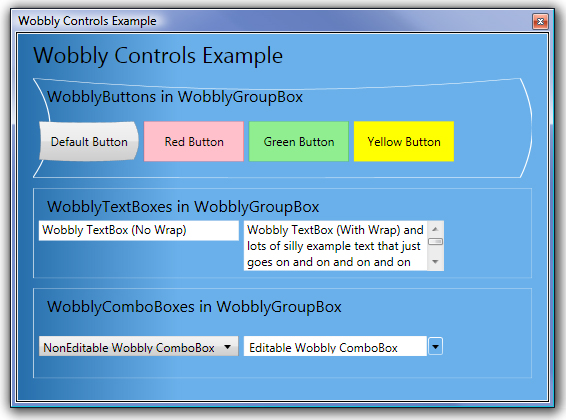 Wobbly Controls Example
Wobbly Controls Example
WobblyButtons in WobblyGroupBox
Default Button
Red Button
Green Button
Yellow Button
WobblyTextBoxes in WobblyGroupBox
Wobbly TextBox (No Wrap)
Wobbly TextBox (With Wrap) and
lots of silly example text that just
goes on and on and on and on
WobblyComboBoxes in WobblyGroupBox
NonEditable Wobbly ComboBox
Editable Wobbly ComboBox